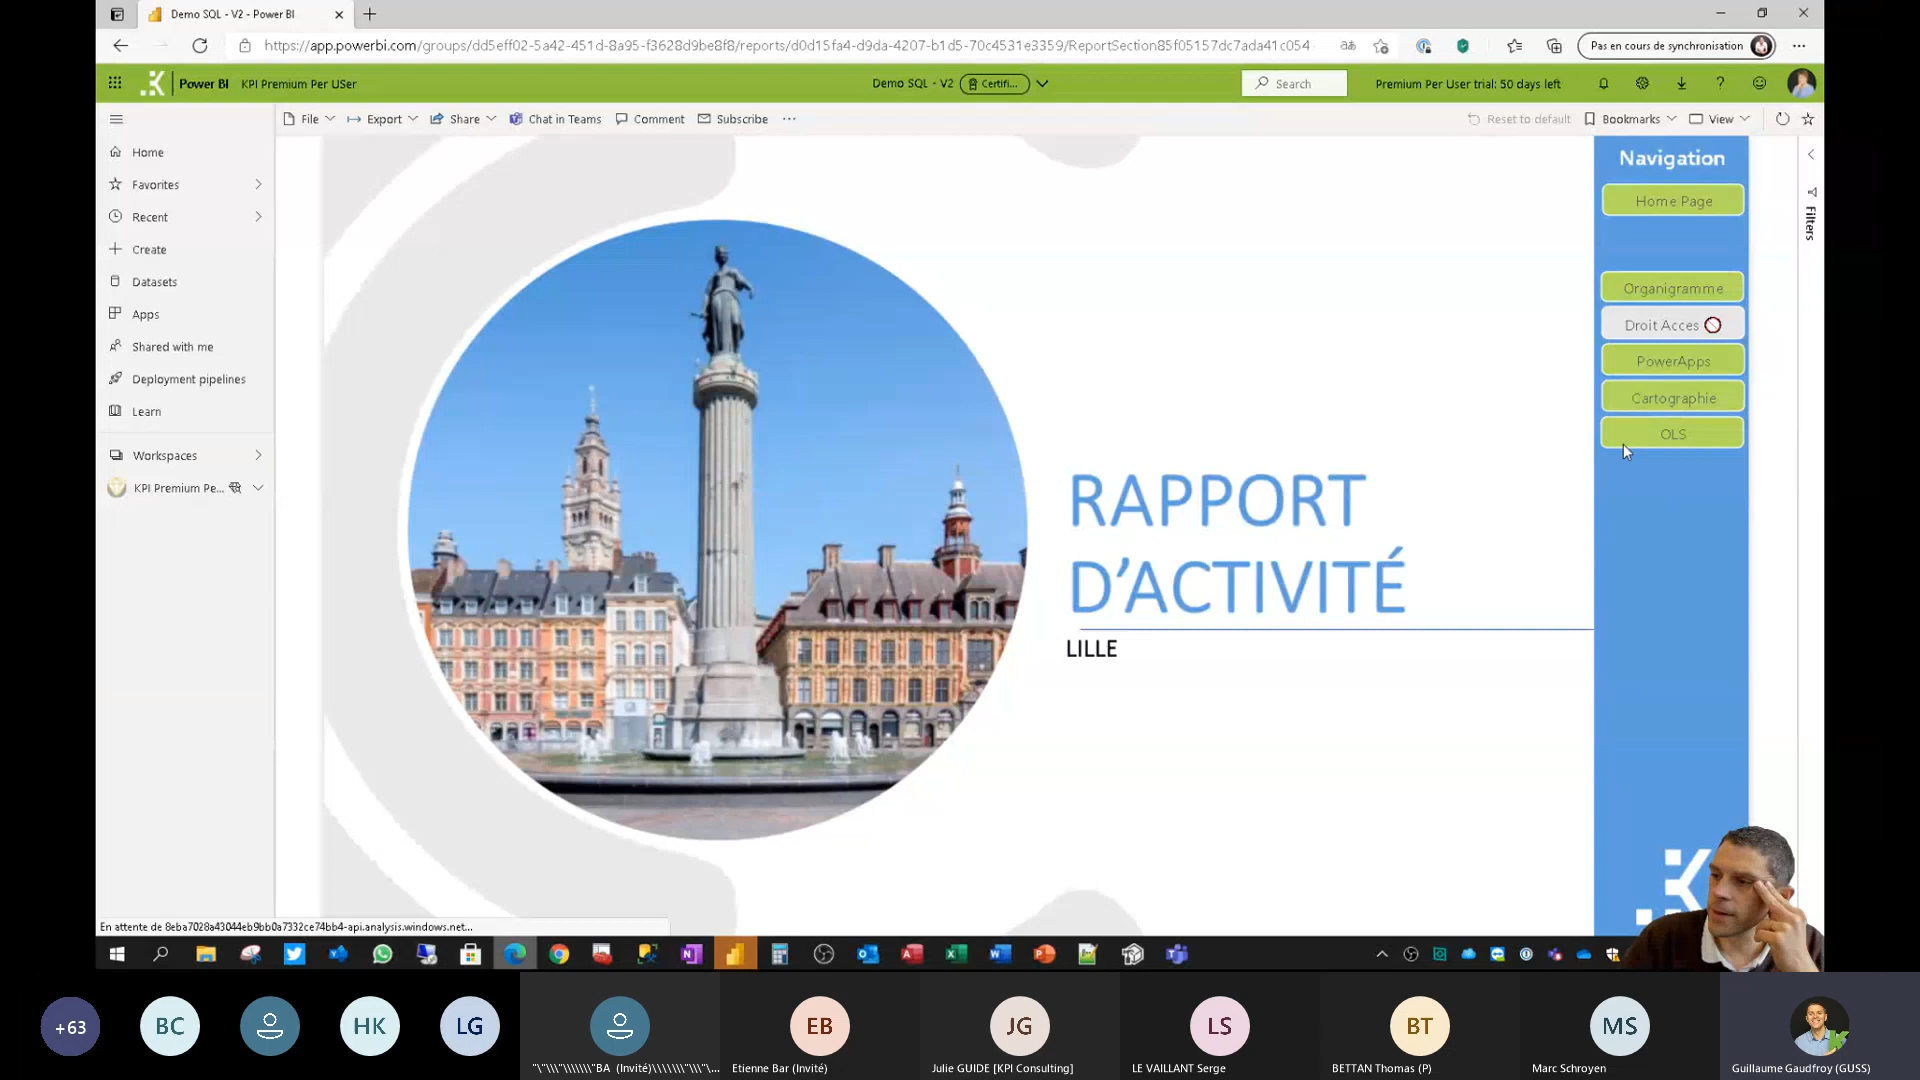 Demo SQL - V2 - Power BI
https://app.powerbi.com/groups/dd5eff02-5a42-451d-8a95-f3628d9be8f8/reports/d0d15fa4-d9da-4207-b1d5-70c4531e3359/ReportSection85f05157dc7ada41c054
Pas en cours de synchronisation
Power BI KPI Premium Per USer
Demo SQL - V2 Certifi...
Search
Premium Per User trial: 50 days left
File Export Share Chat in Teams Comment Subscribe ...
Reset to default Bookmarks View
Home
Favorites
Recent
Create
Datasets
Apps
Shared with me
Deployment pipelines
Learn
Workspaces
KPI Premium Pe...
RAPPORT
D'ACTIVITÉ
LILLE
Navigation
Home Page
Organigramme
Droit Acces
PowerApps
Cartographie
OLS
Filters
En attente de 8eba7028a43044eb9bb0a7332ce74bb4-api.analysis.windows.net...
+63
BC
HK
LG
EB
JG
LS
BT
MS
"\"\\\"\\\\\\\"BA (Invité)\\\\\\\"\\\"\...
Etienne Bar (Invité)
Julie GUIDE [KPI Consulting]
LE VAILLANT Serge
BETTAN Thomas (P)
Marc Schroyen
Guillaume Gaudfroy (GUSS)